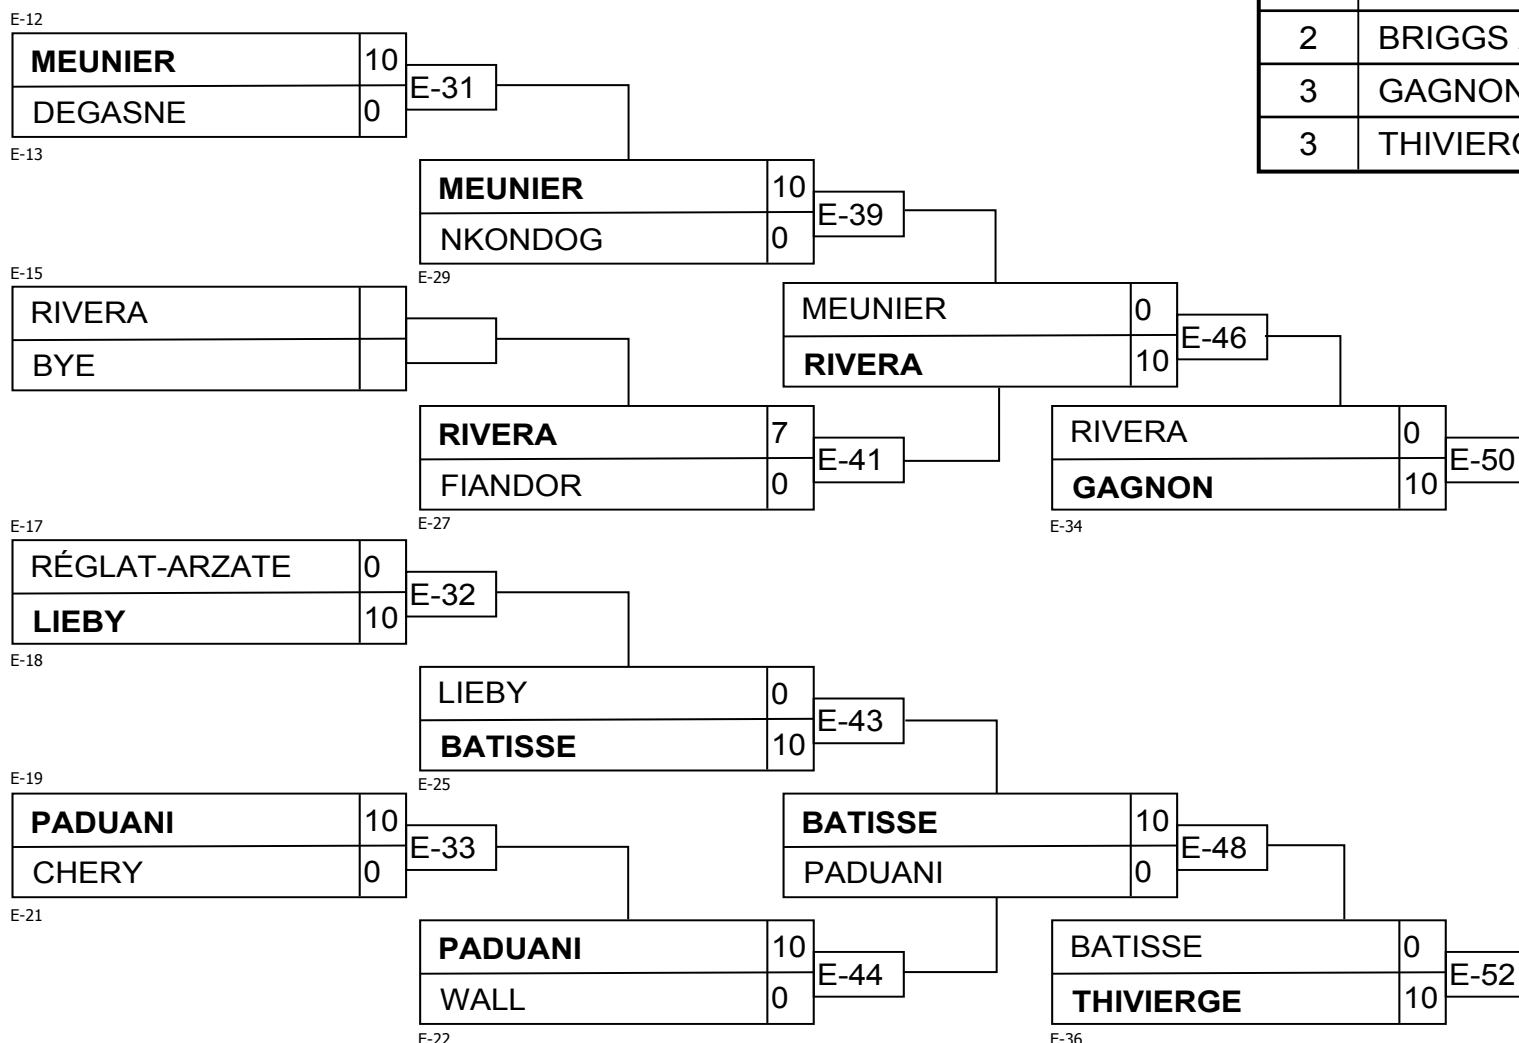 E-12
MEUNIER 10
DEGASNE 0
E-31
E-13
2 BRIGGS
3 GAGNON
3 THIVIERG
MEUNIER 10
NKONDOG 0
E-39
E-29
E-15
RIVERA
BYE
MEUNIER 0
RIVERA 10
E-46
RIVERA 7
FIANDOR 0
E-41
E-27
RIVERA 0
GAGNON 10
E-50
E-34
E-17
RÉGLAT-ARZATE 0
LIEBY 10
E-32
E-18
LIEBY 0
BATISSE 10
E-43
E-25
E-19
PADUANI 10
CHERY 0
E-33
E-21
BATISSE 10
PADUANI 0
E-48
PADUANI 10
WALL 0
E-44
E-22
BATISSE 0
THIVIERGE 10
E-52
E-36